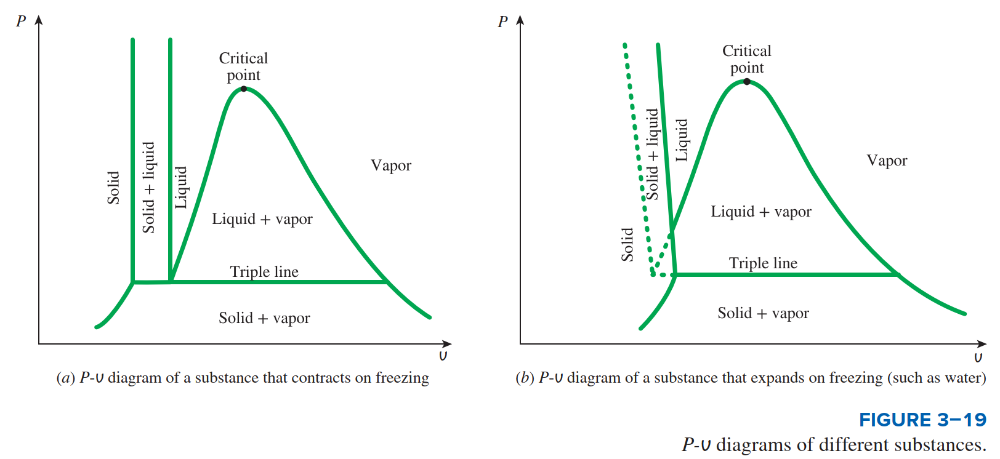 P
Critical
point
Solid
Solid + liquid
Liquid
Vapor
Liquid + vapor
Triple line
Solid + vapor
υ
(a) P-υ diagram of a substance that contracts on freezing
P
Critical
point
Solid
Solid + liquid
Liquid
Vapor
Liquid + vapor
Triple line
Solid + vapor
υ
(b) P-υ diagram of a substance that expands on freezing (such as water)
FIGURE 3–19
P-υ diagrams of different substances.